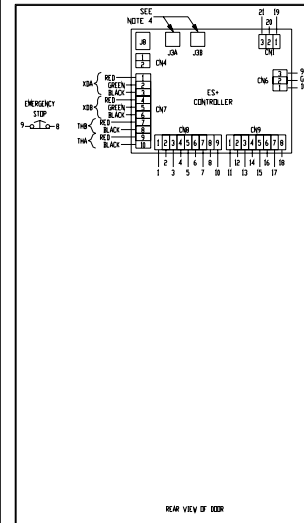 SEE
NOTE 4
21 19
20
J8
J3A J3B
3 2 1
CN1
1
2
CN4
ES+
CONTROLLER
3
2
1
CN6
9
XDA RED 1
GREEN 2
BLACK 3
XDB RED 4
GREEN 5
BLACK 6
CN7
THB RED 7
BLACK 8
THA RED 9
BLACK 10
EMERGENCY
STOP
9 8
CN8 CN9
1 2 3 4 5 6 7 8 9 1 2 3 4 5 6 7 8
2 4 6 8 9 12 14 16 18
1 3 5 7 10 11 13 15 17
REAR VIEW OF DOOR